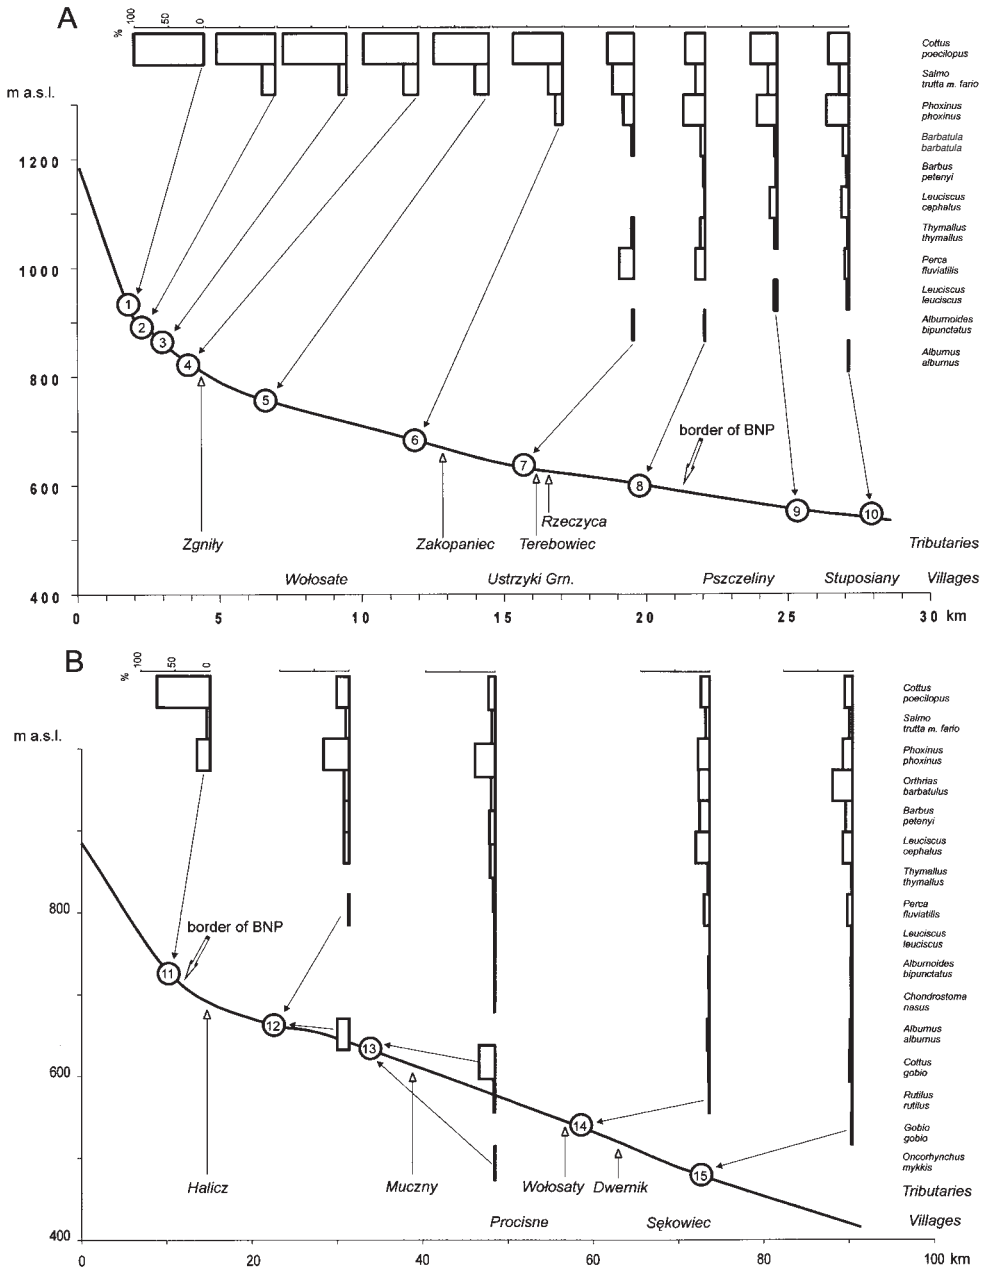 A
%
100
50
0
Cottus
poecilopus
Salmo
trutta m. fario
Phoxinus
phoxinus
Barbatula
barbatula
Barbus
petenyi
Leuciscus
cephalus
Thymallus
thymallus
Perca
fluviatilis
Leuciscus
leuciscus
Alburnoides
bipunctatus
Alburnus
alburnus
m a.s.l.
1200
1000
800
600
400
1
2
3
4
5
6
7
8
9
10
border of BNP
Rzeczyca
Zgniły
Zakopaniec
Terebowiec
Tributaries
Wołosate
Ustrzyki Grn.
Pszczeliny
Stuposiany
Villages
0
5
10
15
20
25
30 km
B
%
100
50
0
Cottus
poecilopus
Salmo
trutta m. fario
Phoxinus
phoxinus
Orthrias
barbatulus
Barbus
petenyi
Leuciscus
cephalus
Thymallus
thymallus
Perca
fluviatilis
Leuciscus
leuciscus
Alburnoides
bipunctatus
Chondrostoma
nasus
Alburnus
alburnus
Cottus
gobio
Rutilus
rutilus
Gobio
gobio
Oncorhynchus
mykkis
m a.s.l.
800
600
400
border of BNP
11
12
13
14
15
Halicz
Muczny
Wołosaty
Dwernik
Tributaries
Procisne
Sękowiec
Villages
0
20
40
60
80
100 km